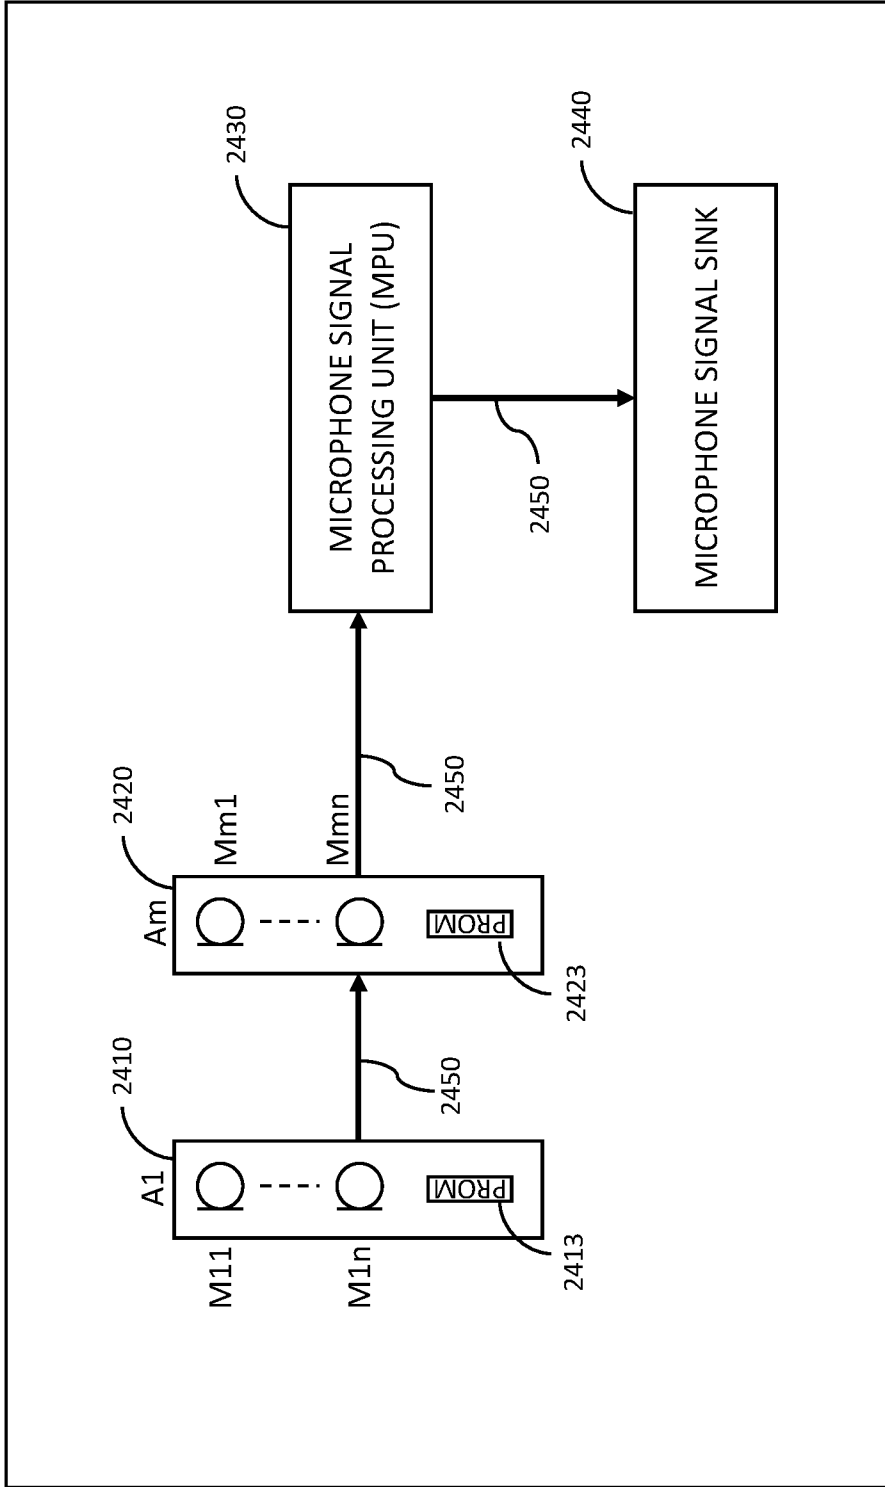 A1
2410
M11
M1n
PROM
2413
2450
Am
2420
Mm1
Mmn
PROM
2423
2450
2430
MICROPHONE SIGNAL
PROCESSING UNIT (MPU)
2450
2440
MICROPHONE SIGNAL SINK